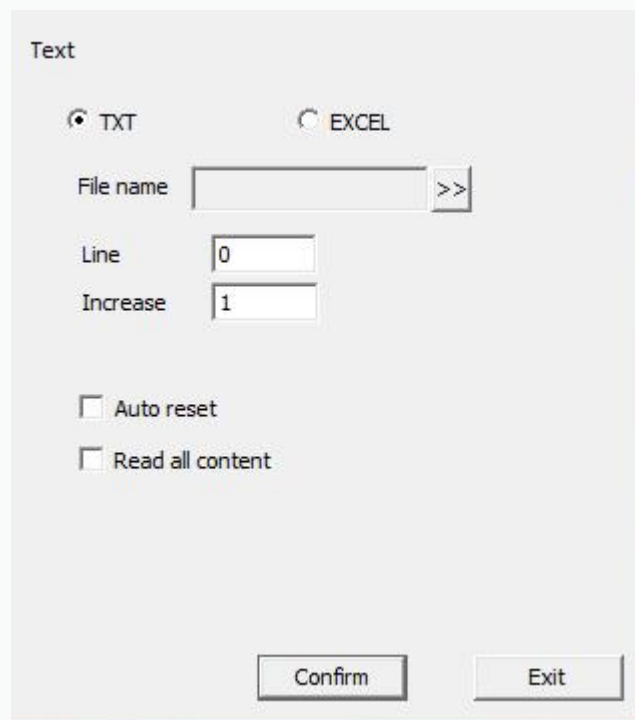 Text
TXT EXCEL
File name >>
Line 0
Increase 1
Auto reset
Read all content
Confirm Exit